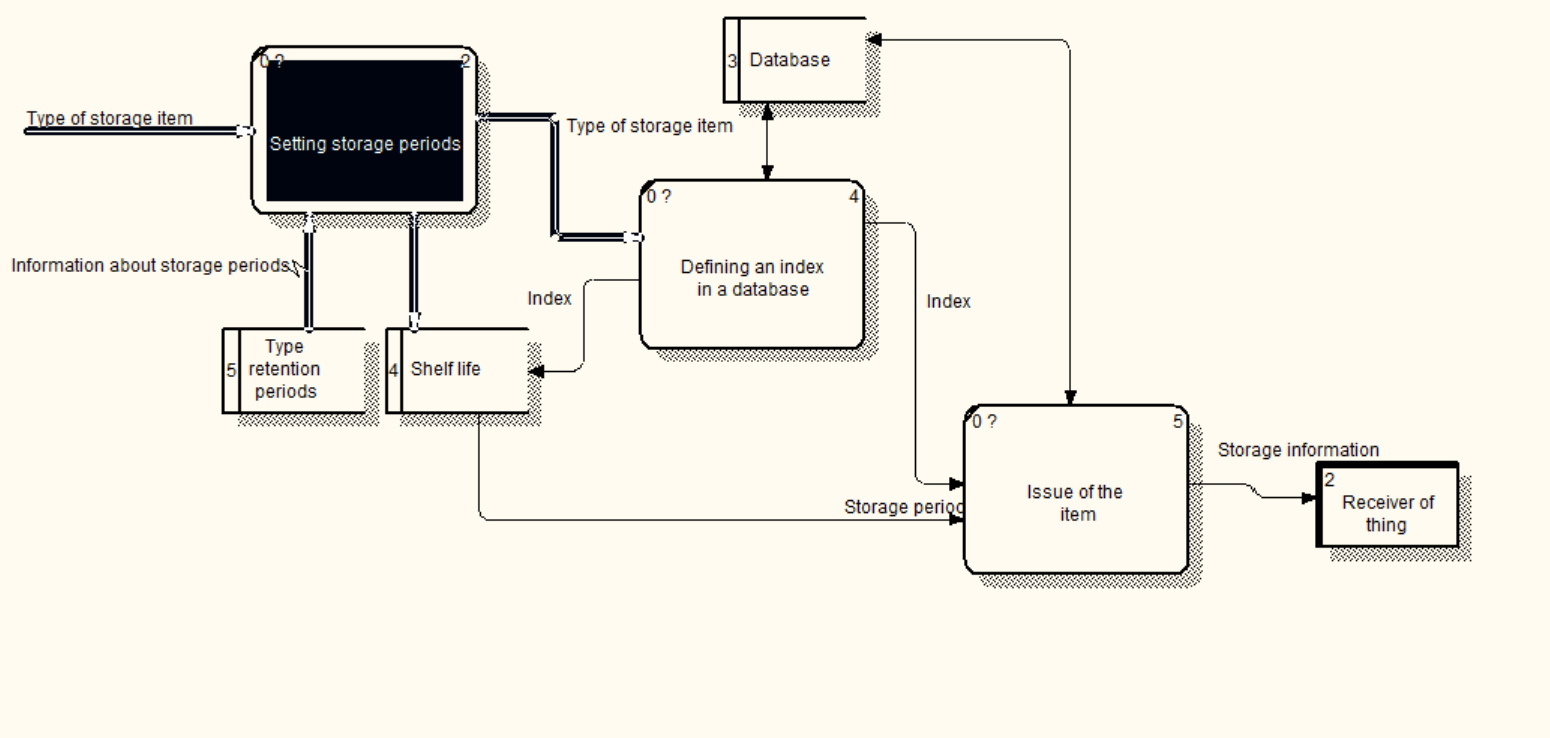 3 Database
0 ? 2
Type of storage item
Setting storage periods
Type of storage item
0 ? 4
Information about storage periods
Defining an index
in a database
Index
Index
5 Type
retention
periods
4 Shelf life
0 ? 5
Storage information
Storage period
Issue of the
item
2
Receiver of
thing